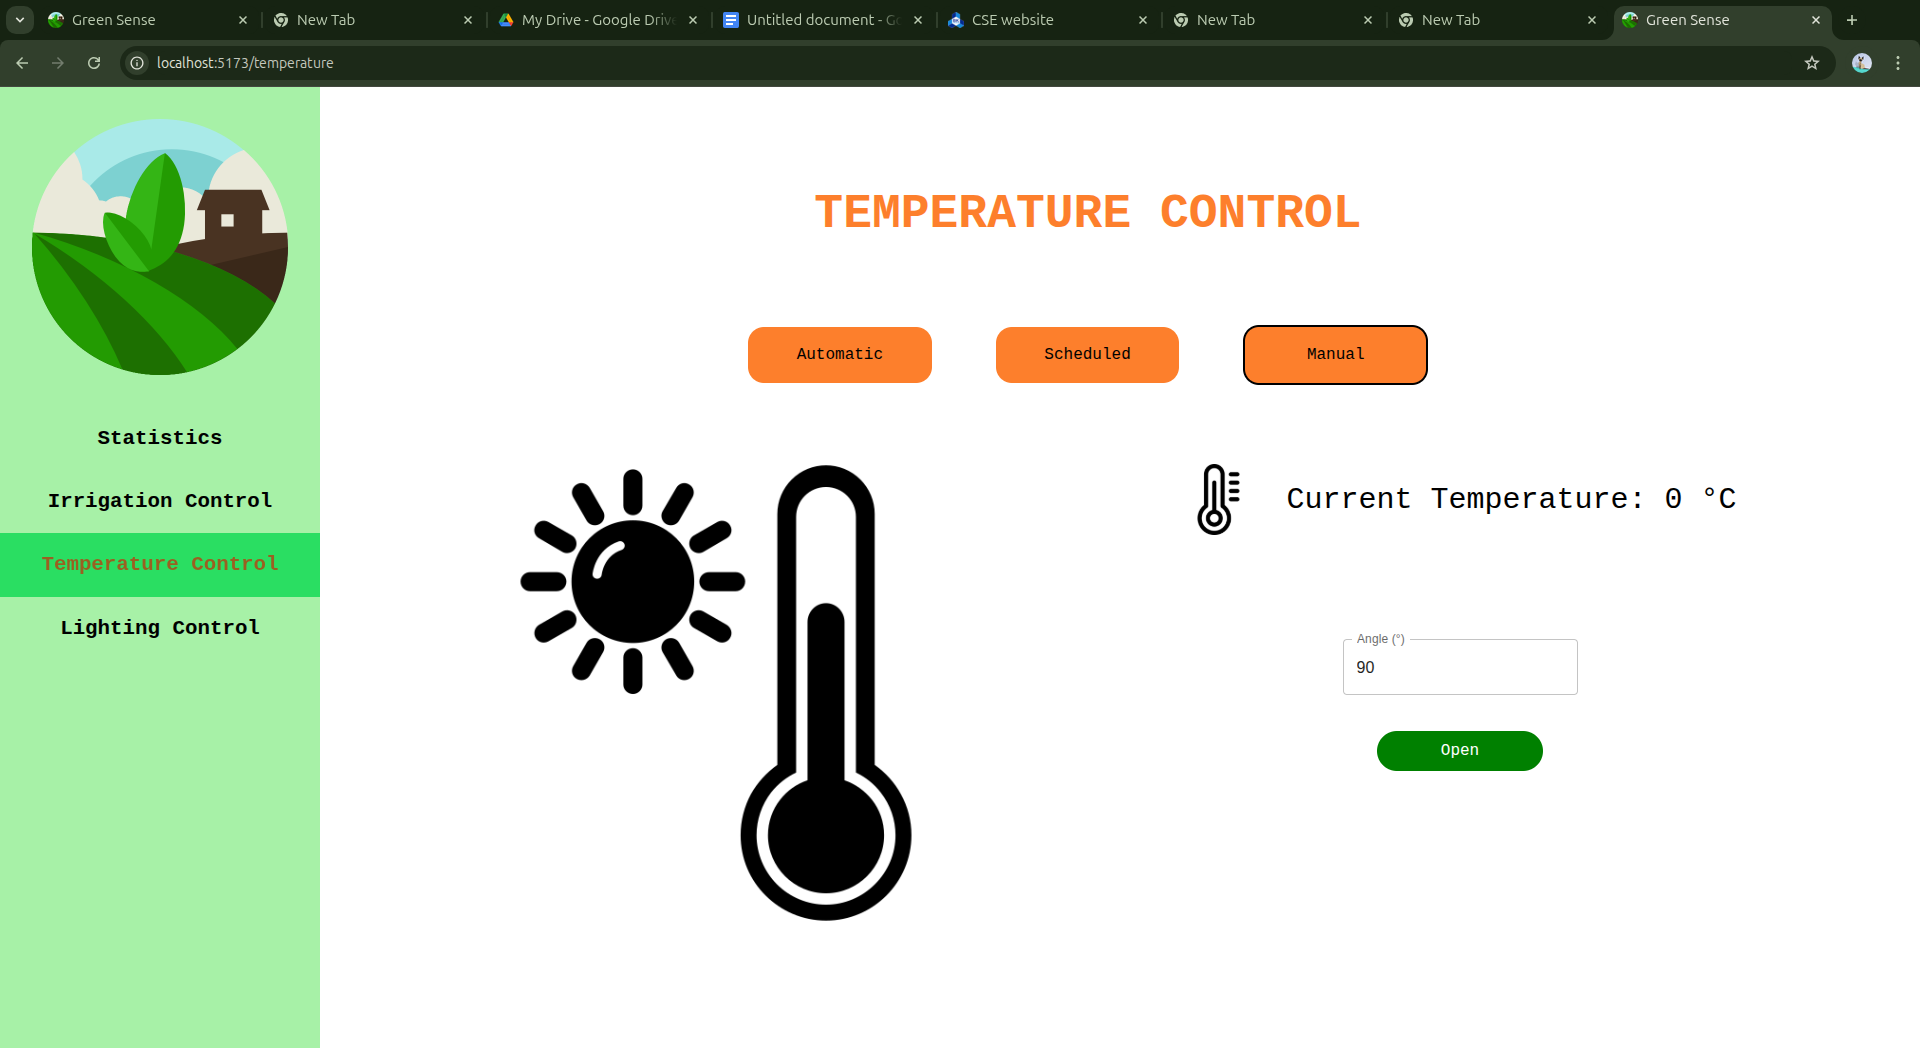 Green Sense
New Tab
My Drive - Google Drive
Untitled document - Go
CSE website
New Tab
New Tab
Green Sense
localhost:5173/temperature
TEMPERATURE CONTROL
Automatic
Scheduled
Manual
Statistics
Irrigation Control
Temperature Control
Lighting Control
Current Temperature: 0 °C
Angle (°)
90
Open